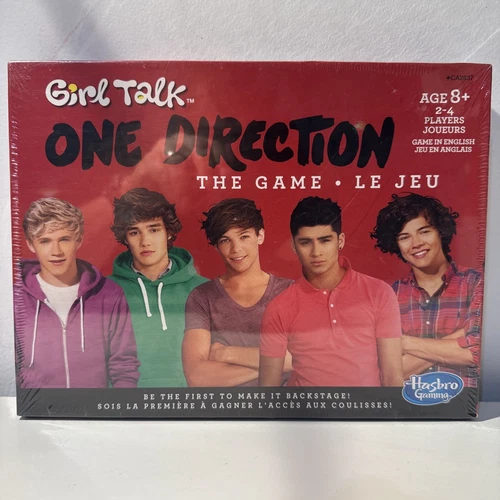 Girl Talk™
ONE DIRECTION
THE GAME • LE JEU
AGE 8+
2-4
PLAYERS
JOUEURS
GAME IN ENGLISH
JEU EN ANGLAIS
BE THE FIRST TO MAKE IT BACKSTAGE!
SOIS LA PREMIÈRE À GAGNER L'ACCÈS AUX COULISSES!
Hasbro
Gaming